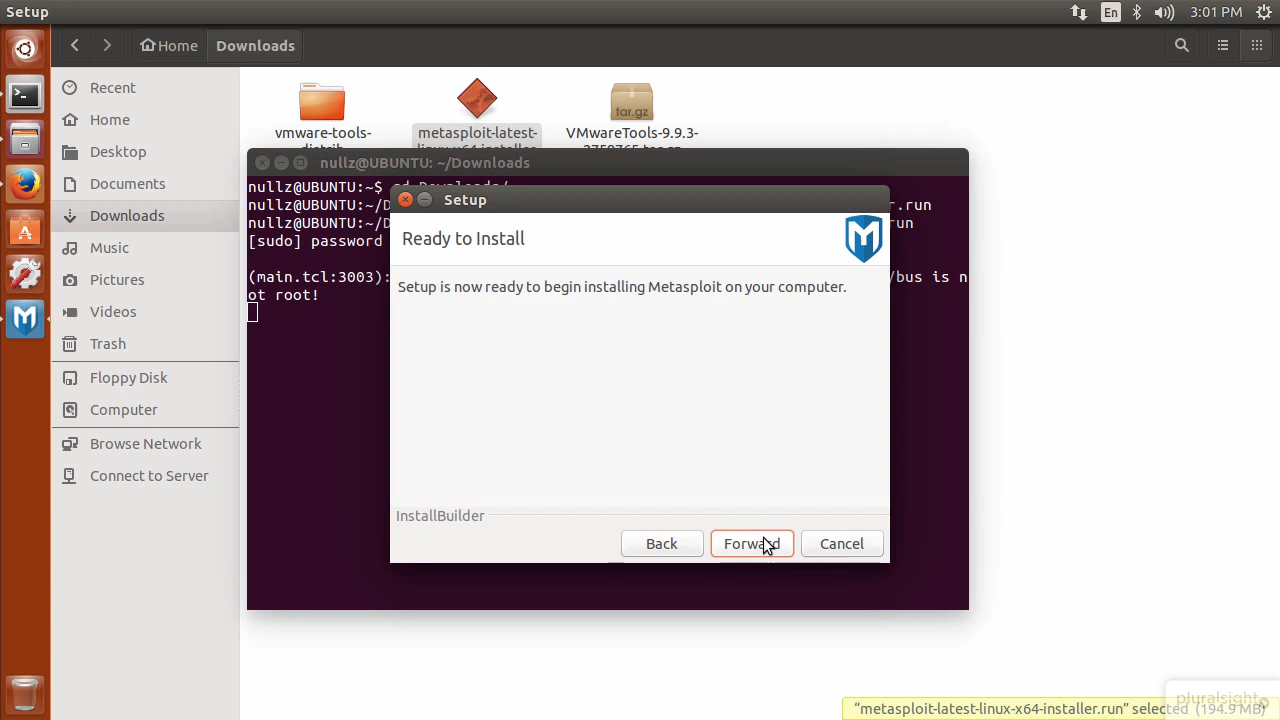 Setup
En
3:01 PM
Home
Downloads
Recent
Home
Desktop
Documents
Downloads
Music
Pictures
Videos
Trash
Floppy Disk
Computer
Browse Network
Connect to Server
vmware-tools-
metasploit-latest-
VMwareTools-9.9.3-
tar.gz
nullz@UBUNTU: ~/Downloads
nullz@UBUNTU:~$ cd Downloads/
nullz@UBUNTU:~/D r.run
nullz@UBUNTU:~/D run
[sudo] password
(main.tcl:3003): /bus is n
ot root!
Setup
Ready to Install
Setup is now ready to begin installing Metasploit on your computer.
InstallBuilder
Back
Forward
Cancel
"metasploit-latest-linux-x64-installer.run" selected (194.9 MB)
pluralsight